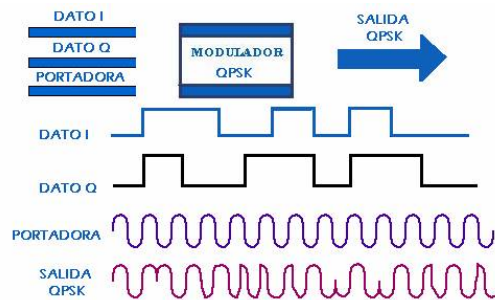 DATO I
DATO Q
PORTADORA
MODULADOR
QPSK
SALIDA
QPSK
DATO I
DATO Q
PORTADORA
SALIDA
QPSK